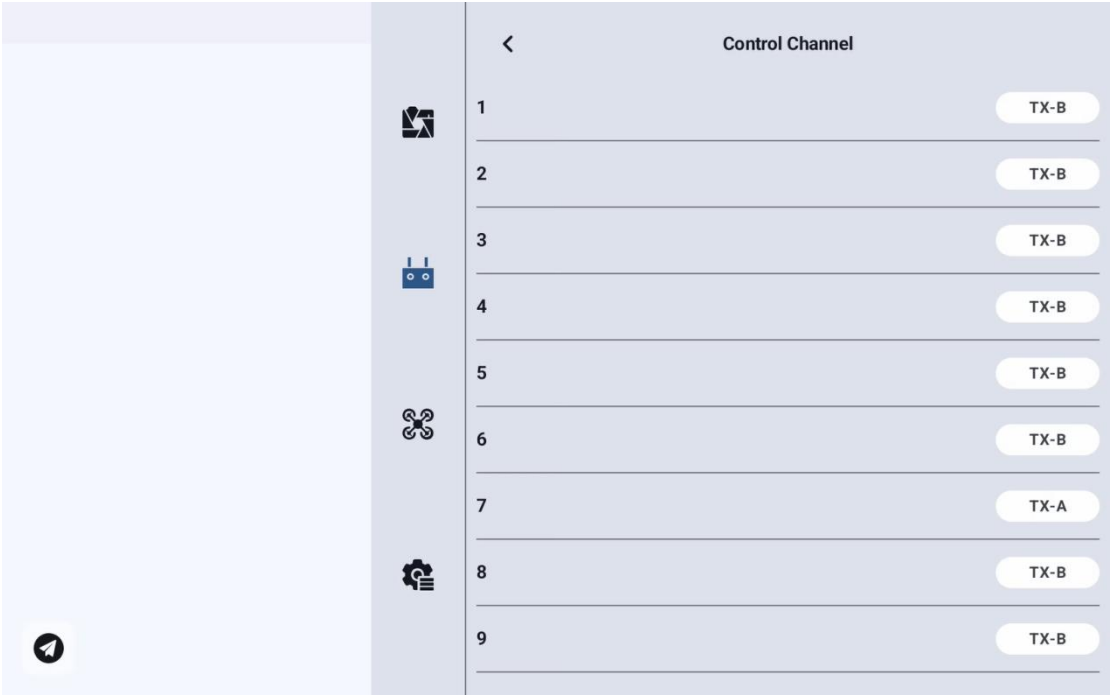 Control Channel
1 TX-B
2 TX-B
3 TX-B
4 TX-B
5 TX-B
6 TX-B
7 TX-A
8 TX-B
9 TX-B